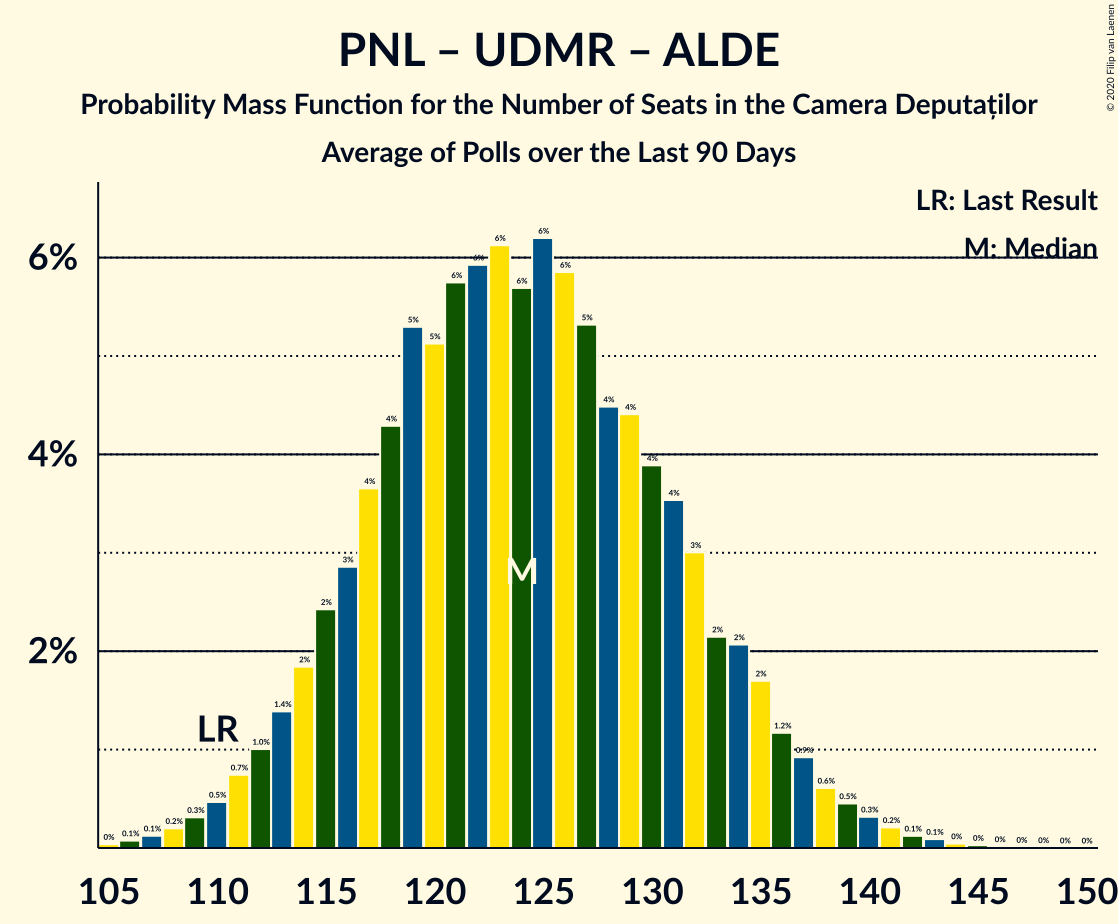 PNL – UDMR – ALDE
Probability Mass Function for the Number of Seats in the Camera Deputaților
Average of Polls over the Last 90 Days
© 2020 Filip van Laenen
LR: Last Result
M: Median
6%
4%
2%
0% 0.1% 0.1% 0.2% 0.3% 0.5% 0.7% 1.0% 1.4% 2% 2% 3% 4% 4% 5% 5% 6% 6% 6% 6% 6% 6% 5% 4% 4% 4% 4% 3% 2% 2% 2% 1.2% 0.9% 0.6% 0.5% 0.3% 0.2% 0.1% 0.1% 0% 0% 0% 0% 0% 0% 0%
LR
M
105 110 115 120 125 130 135 140 145 150